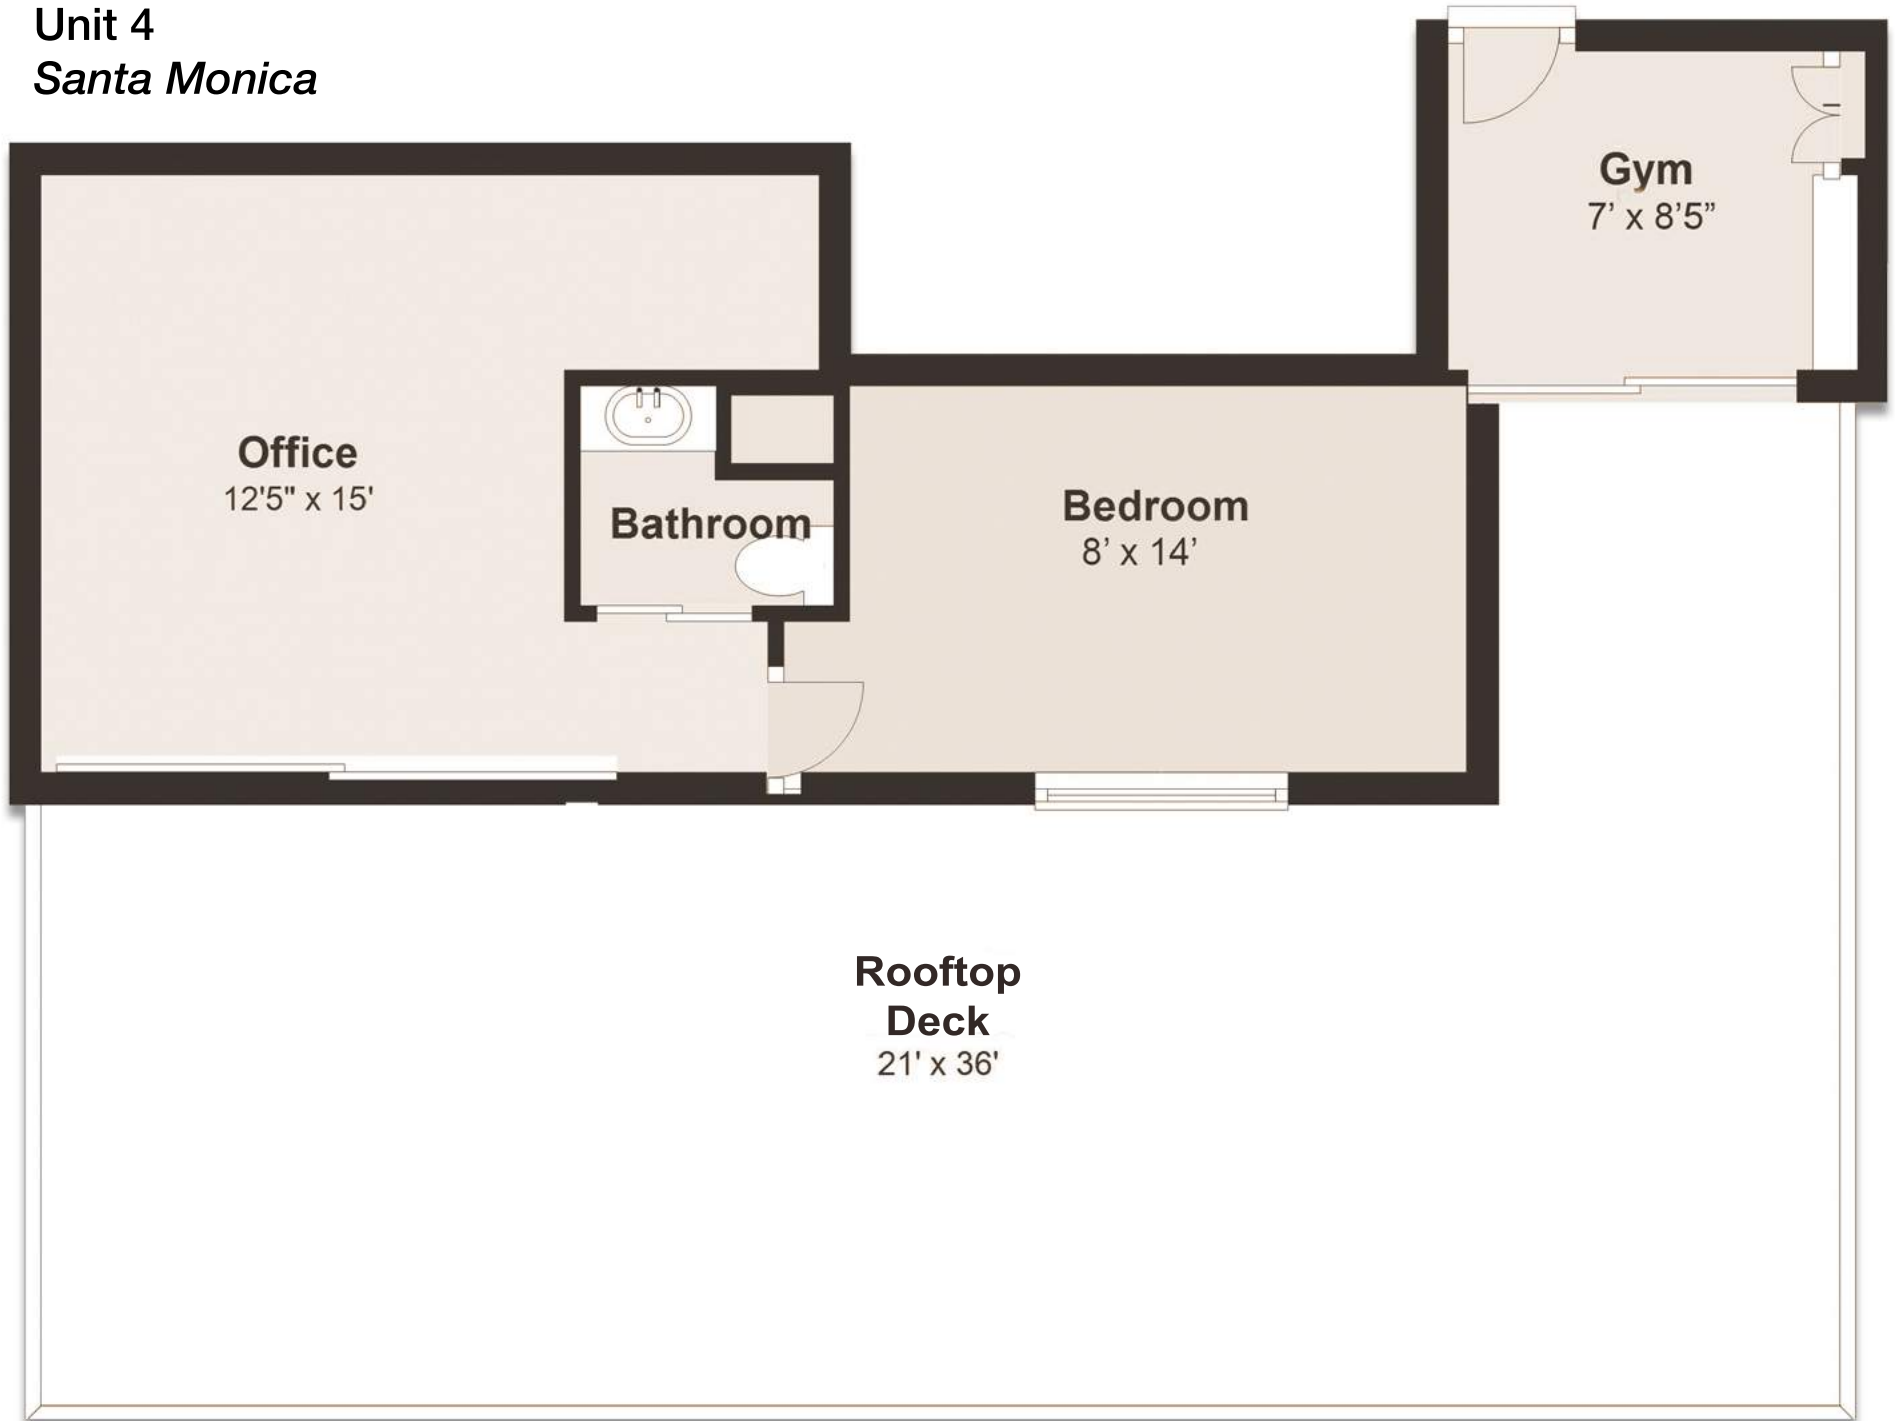 Unit 4
Santa Monica
Gym
7’ x 8’5”
Office
12'5" x 15'
Bathroom
Bedroom
8’ x 14’
Rooftop
Deck
21' x 36'